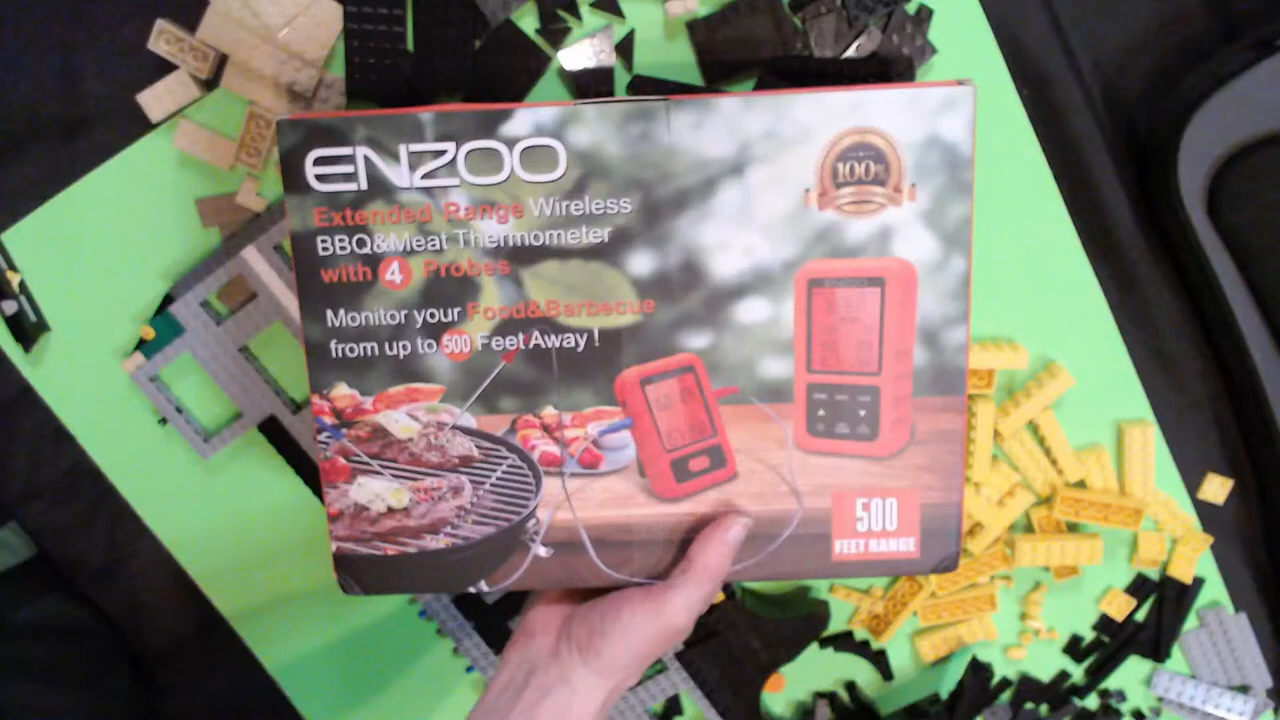 ENZOO
Extended Range Wireless
BBQ&Meat Thermometer
with 4 Probes
Monitor your Food&Barbecue
from up to 500 Feet Away !
100%
ENZOO
500
FEET RANGE